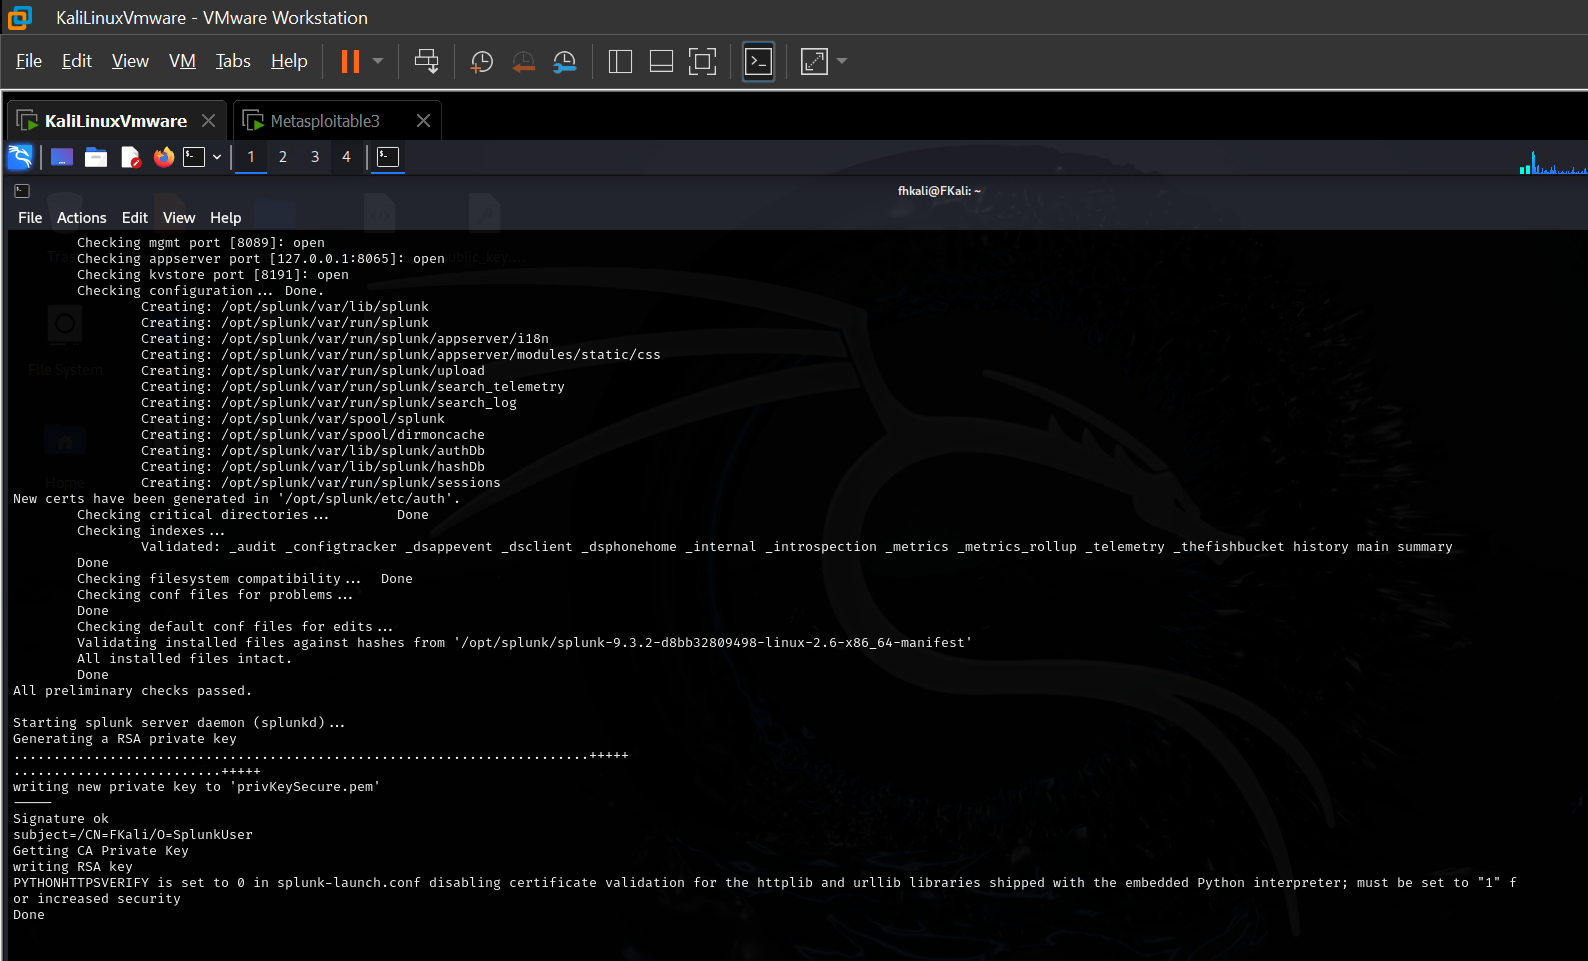 KaliLinuxVmware - VMware Workstation
File Edit View VM Tabs Help
KaliLinuxVmware
Metasploitable3
1 2 3 4
fhkali@FKali: ~
File Actions Edit View Help
Checking mgmt port [8089]: open
Checking appserver port [127.0.0.1:8065]: open
Checking kvstore port [8191]: open
Checking configuration... Done.
Creating: /opt/splunk/var/lib/splunk
Creating: /opt/splunk/var/run/splunk
Creating: /opt/splunk/var/run/splunk/appserver/i18n
Creating: /opt/splunk/var/run/splunk/appserver/modules/static/css
Creating: /opt/splunk/var/run/splunk/upload
Creating: /opt/splunk/var/run/splunk/search_telemetry
Creating: /opt/splunk/var/run/splunk/search_log
Creating: /opt/splunk/var/spool/splunk
Creating: /opt/splunk/var/spool/dirmoncache
Creating: /opt/splunk/var/lib/splunk/authDb
Creating: /opt/splunk/var/lib/splunk/hashDb
Creating: /opt/splunk/var/run/splunk/sessions
New certs have been generated in '/opt/splunk/etc/auth'.
Checking critical directories... Done
Checking indexes...
Validated: _audit _configtracker _dsappevent _dsclient _dsphonehome _internal _introspection _metrics _metrics_rollup _telemetry _thefishbucket history main summary
Done
Checking filesystem compatibility... Done
Checking conf files for problems...
Done
Checking default conf files for edits...
Validating installed files against hashes from '/opt/splunk/splunk-9.3.2-d8bb32809498-linux-2.6-x86_64-manifest'
All installed files intact.
Done
All preliminary checks passed.
Starting splunk server daemon (splunkd)...
Generating a RSA private key
........................................................................+++++
..........................+++++
writing new private key to 'privKeySecure.pem'
-----
Signature ok
subject=/CN=FKali/O=SplunkUser
Getting CA Private Key
writing RSA key
PYTHONHTTPSVERIFY is set to 0 in splunk-launch.conf disabling certificate validation for the httplib and urllib libraries shipped with the embedded Python interpreter; must be set to "1" f
or increased security
Done
File System
Home